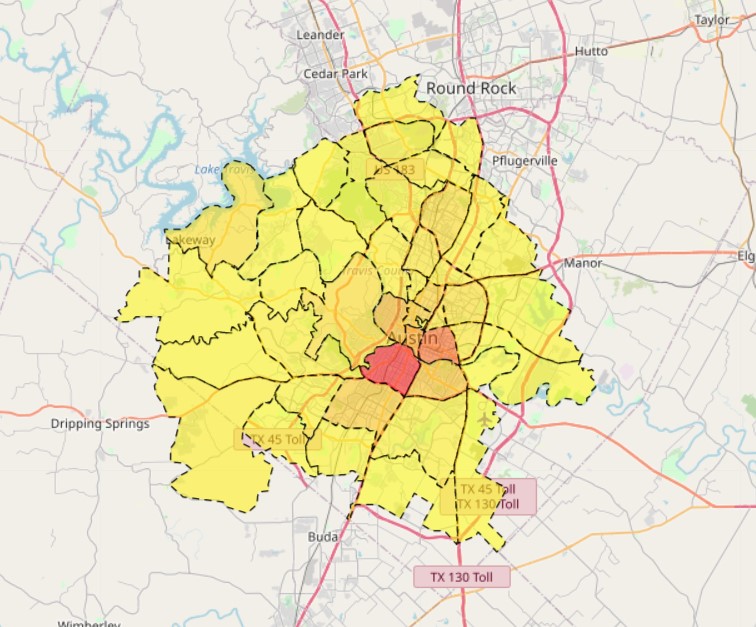 Leander
Taylor
Hutto
Cedar Park
Round Rock
Pflugerville
US 183
Lake Travis
Lakeway
Elg
Manor
Travis County
Austin
Dripping Springs
TX 45 Toll
TX 45 Toll
TX 130 Toll
Buda
TX 130 Toll
Wimberley